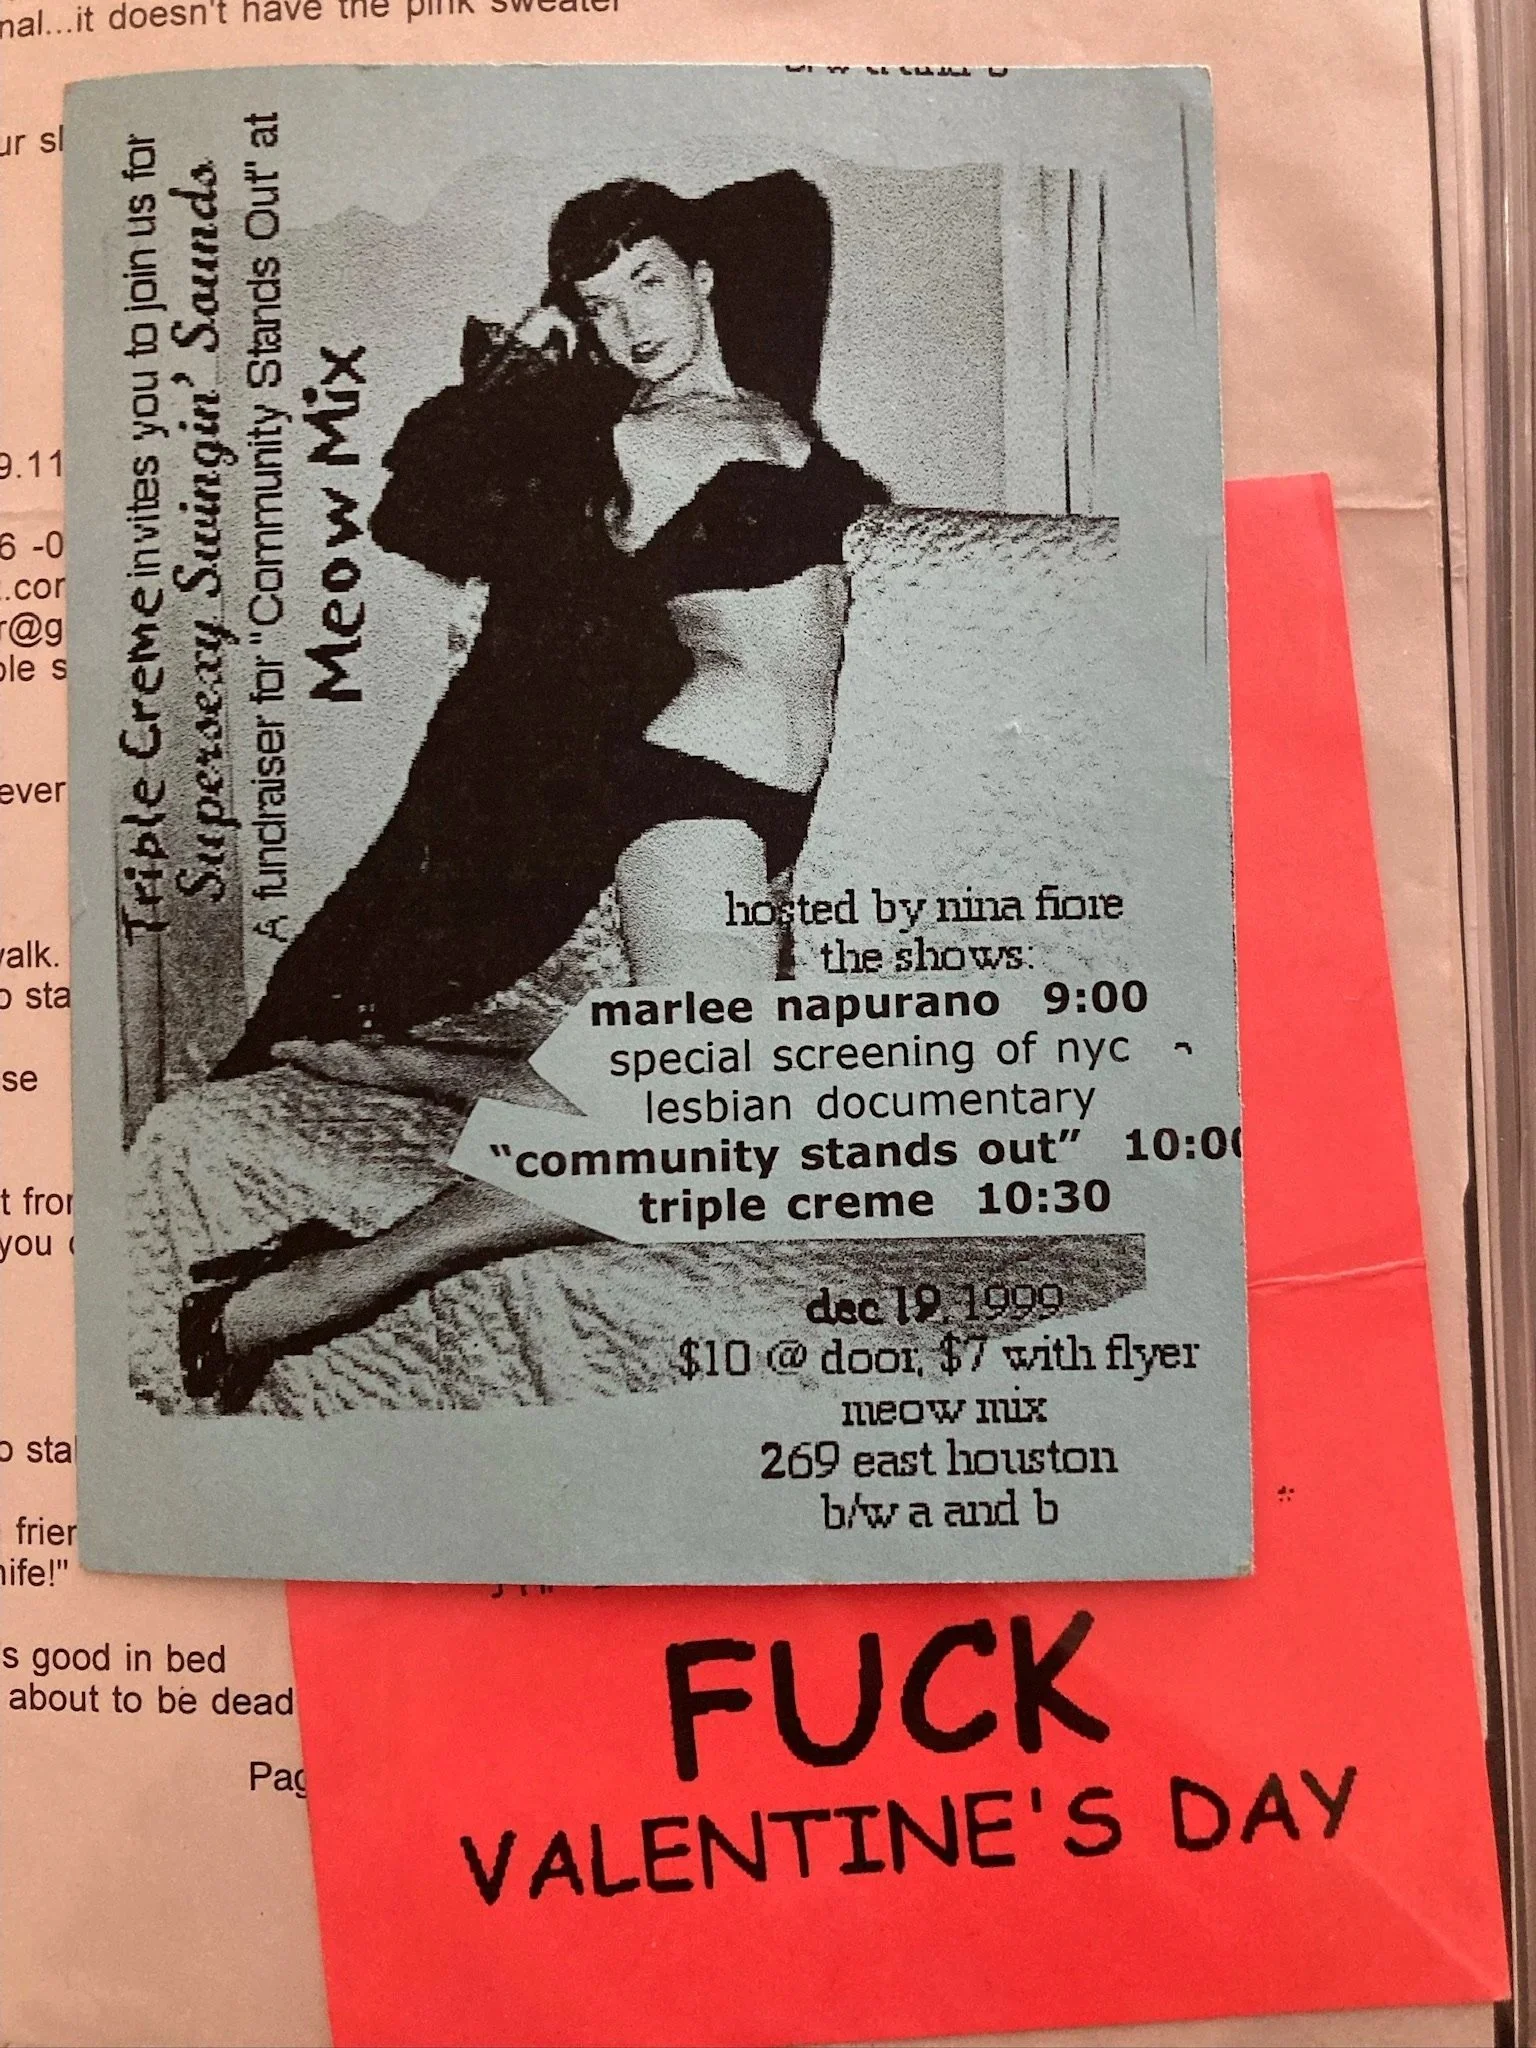 nal...it doesn't have the pink sweater
ur sl
9.11
6 -0
.cor
r@g
ole s
ever
valk.
o sta
se
t fror
you
o stal
frier
nife!"
s good in bed
about to be dead
Pag
Triple Creme invites you to join us for
Supersexy Swingin' Sounds
A fundraiser for "Community Stands Out" at
Meow Mix
hosted by nina fiore
the shows:
marlee napurano 9:00
special screening of nyc
lesbian documentary
"community stands out" 10:00
triple creme 10:30
dec 19, 1999
$10 @ door, $7 with flyer
meow mix
269 east houston
b/w a and b
FUCK
VALENTINE'S DAY